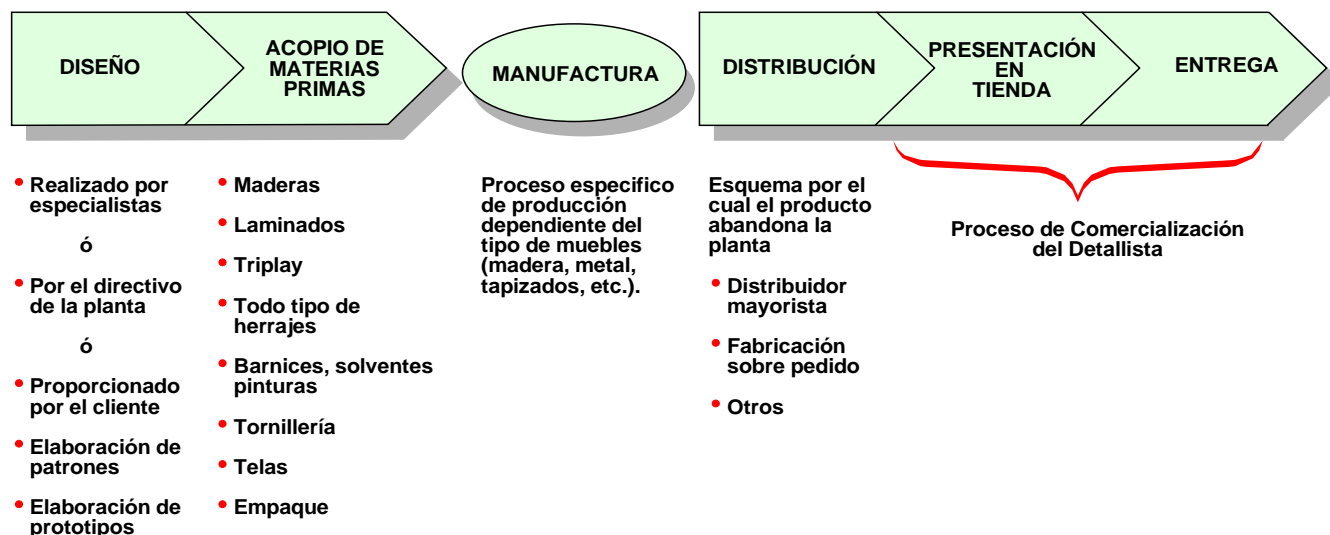 DISEÑO
ACOPIO DE
MATERIAS
PRIMAS
MANUFACTURA
DISTRIBUCIÓN
PRESENTACIÓN
EN
TIENDA
ENTREGA
• Realizado por
especialistas
ó
• Por el directivo
de la planta
ó
• Proporcionado
por el cliente
• Elaboración de
patrones
• Elaboración de
prototipos
• Maderas
• Laminados
• Triplay
• Todo tipo de
herrajes
• Barnices, solventes
pinturas
• Tornillería
• Telas
• Empaque
Proceso especifico
de producción
dependiente del
tipo de muebles
(madera, metal,
tapizados, etc.).
Esquema por el
cual el producto
abandona la
planta
• Distribuidor
mayorista
• Fabricación
sobre pedido
• Otros
Proceso de Comercialización
del Detallista